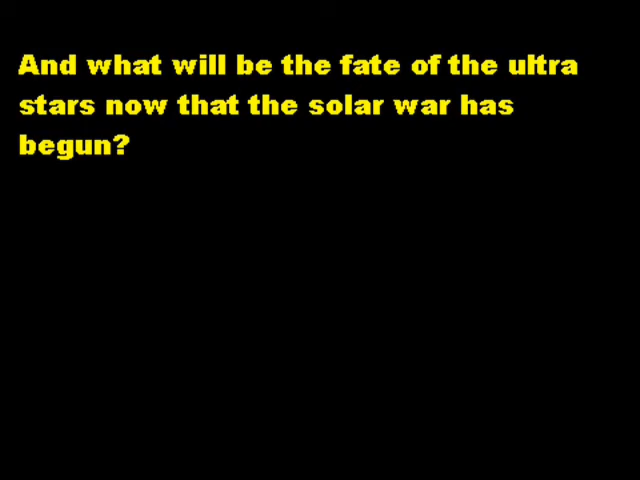 And what will be the fate of the ultra
stars now that the solar war has
begun?